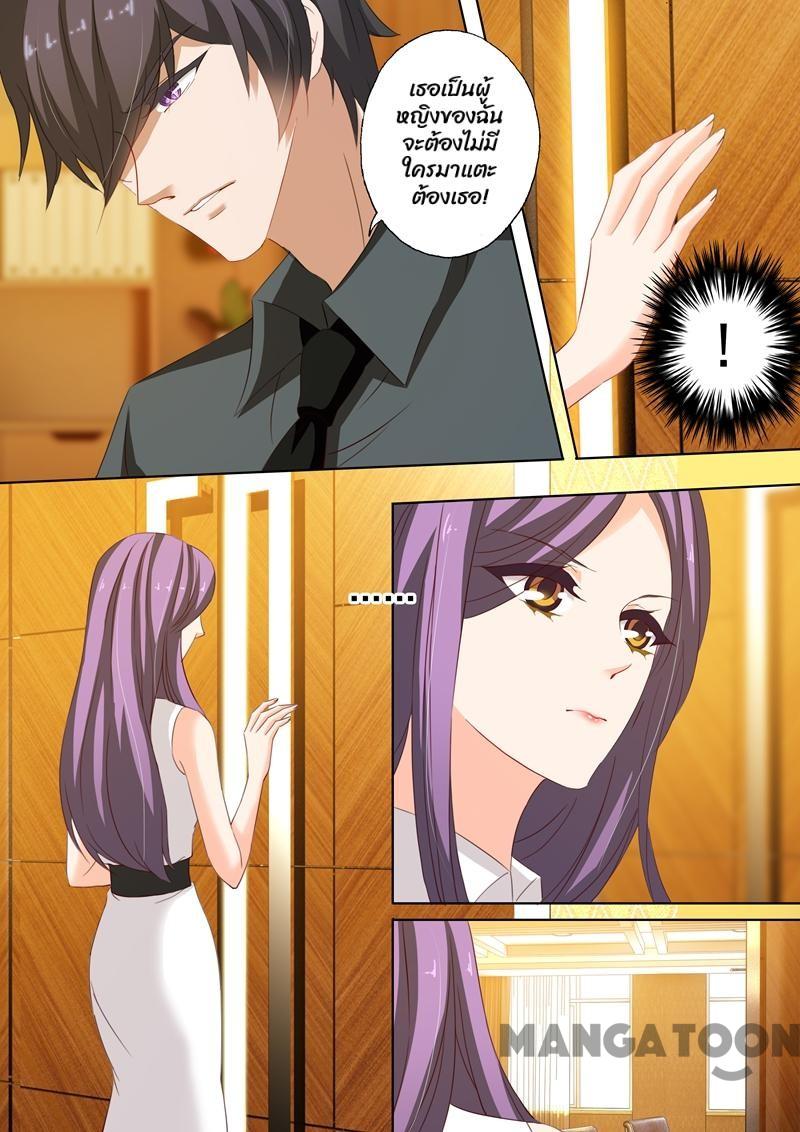 เธอเป็นผู้
หญิงของฉัน
จะต้องไม่มี
ใครมาแตะ
ต้องเธอ!
!
......
MANGATOON